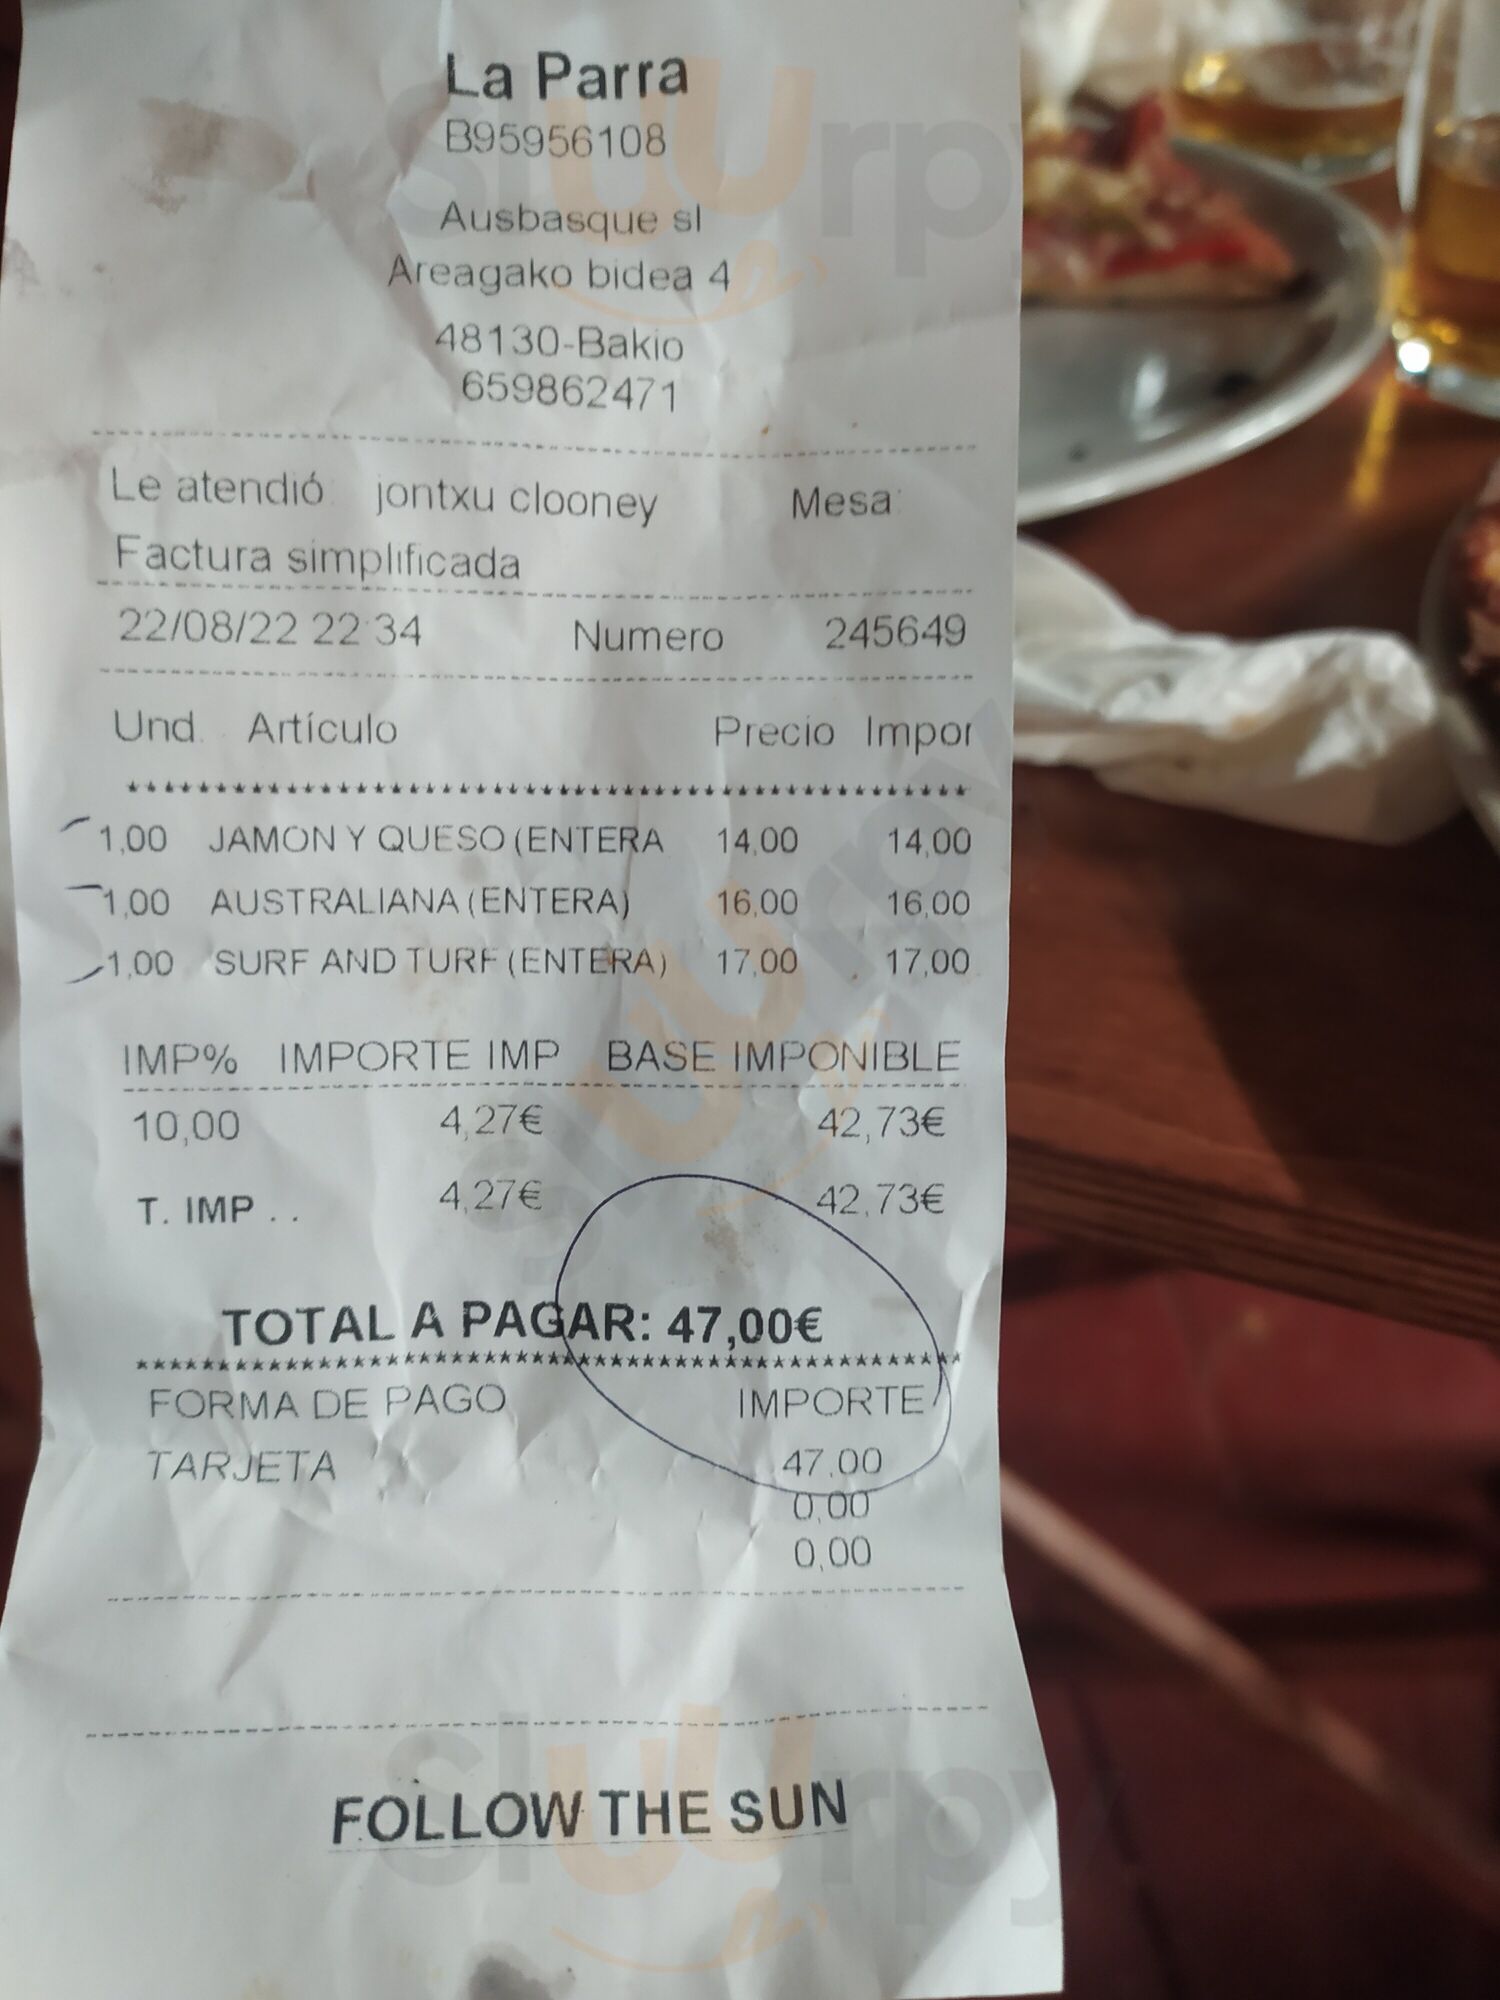 La Parra
B95956108
Ausbasque sl
Areagako bidea 4
48130-Bakio
659862471
Le atendió: jontxu clooney Mesa:
Factura simplificada
22/08/22 22:34 Numero 245649
Und. Artículo Precio Impor
*****************************************************
1,00 JAMON Y QUESO (ENTERA 14,00 14,00
1,00 AUSTRALIANA (ENTERA) 16,00 16,00
1,00 SURF AND TURF (ENTERA) 17,00 17,00
IMP% IMPORTE IMP BASE IMPONIBLE
10,00 4,27€ 42,73€
T. IMP . . 4,27€ 42,73€
TOTAL A PAGAR: 47,00€
*****************************************************
FORMA DE PAGO IMPORTE
TARJETA 47,00
0,00
0,00
FOLLOW THE SUN
sluurpy
sluurpy
sluurpy